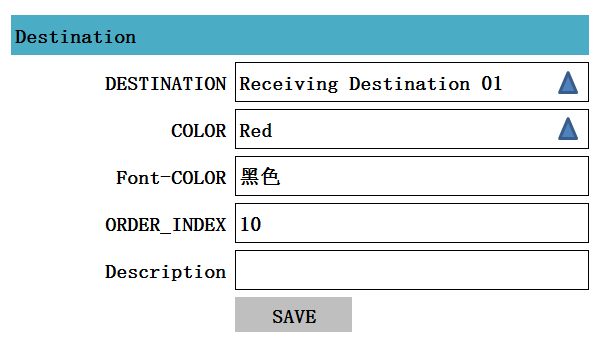 Destination
DESTINATION Receiving Destination 01
COLOR Red
Font-COLOR 黑色
ORDER_INDEX 10
Description
SAVE